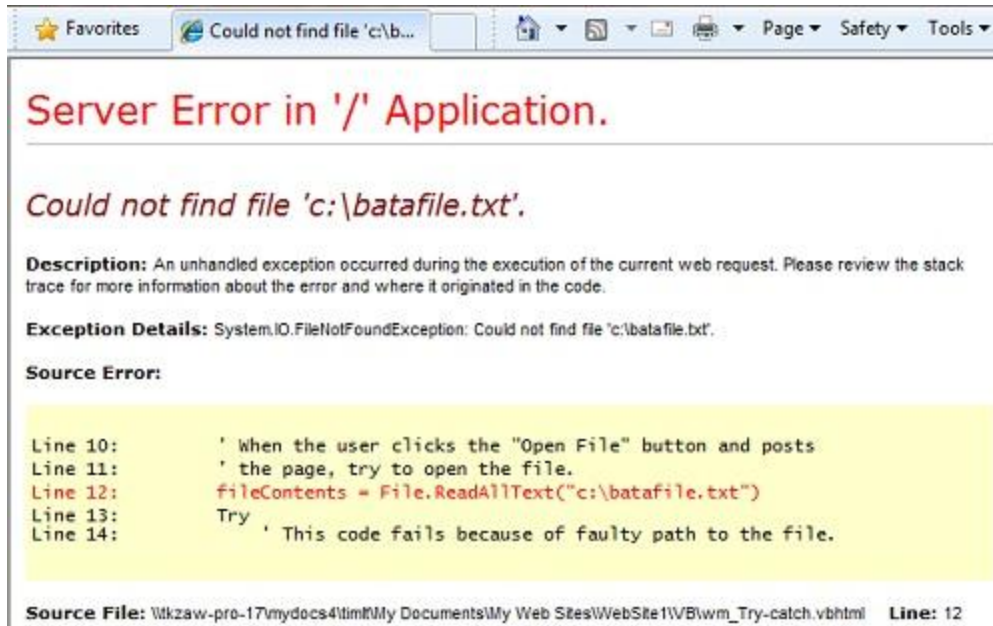 Favorites
Could not find file 'c:\b...
Page
Safety
Tools
Server Error in '/' Application.
Could not find file 'c:\batafile.txt'.
Description: An unhandled exception occurred during the execution of the current web request. Please review the stack
trace for more information about the error and where it originated in the code.
Exception Details: System.IO.FileNotFoundException: Could not find file 'c:\batafile.txt'.
Source Error:
Line 10: ' When the user clicks the "Open File" button and posts
Line 11: ' the page, try to open the file.
Line 12: fileContents = File.ReadAllText("c:\batafile.txt")
Line 13: Try
Line 14: ' This code fails because of faulty path to the file.
Source File: \\tkzaw-pro-17\mydocs4\timlt\My Documents\My Web Sites\WebSite1\VB\wm_Try-catch.vbhtml Line: 12